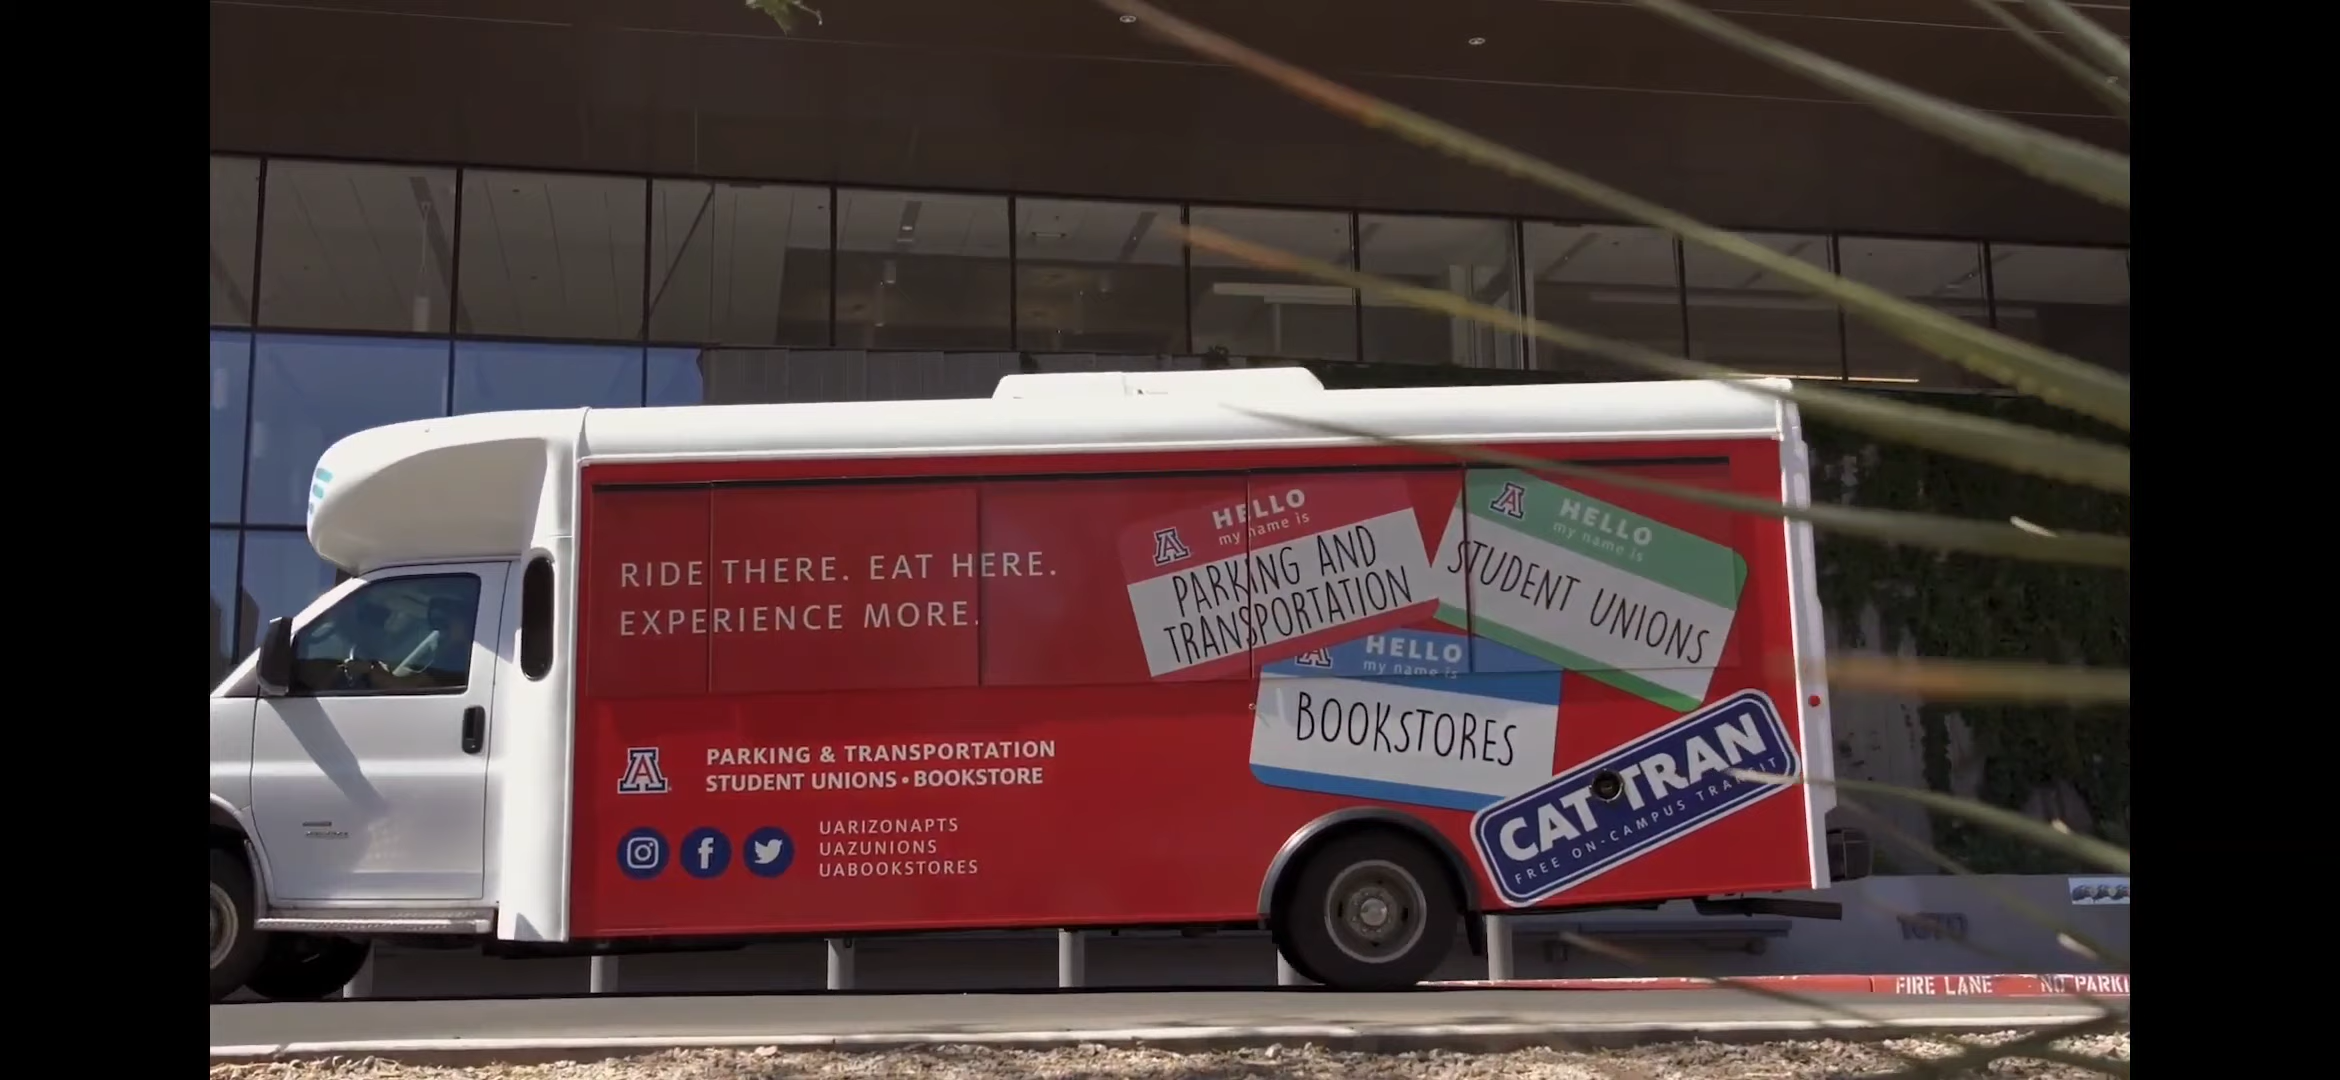 RIDE THERE. EAT HERE.
EXPERIENCE MORE.
A HELLO
my name is
PARKING AND
TRANSPORTATION
A HELLO
my name is
STUDENT UNIONS
A HELLO
my name is
BOOKSTORES
CAT TRAN
FREE ON-CAMPUS TRANSIT
A PARKING & TRANSPORTATION
STUDENT UNIONS • BOOKSTORE
UARIZONAPTS
UAZUNIONS
UABOOKSTORES
1670
FIRE LANE NO PARKI